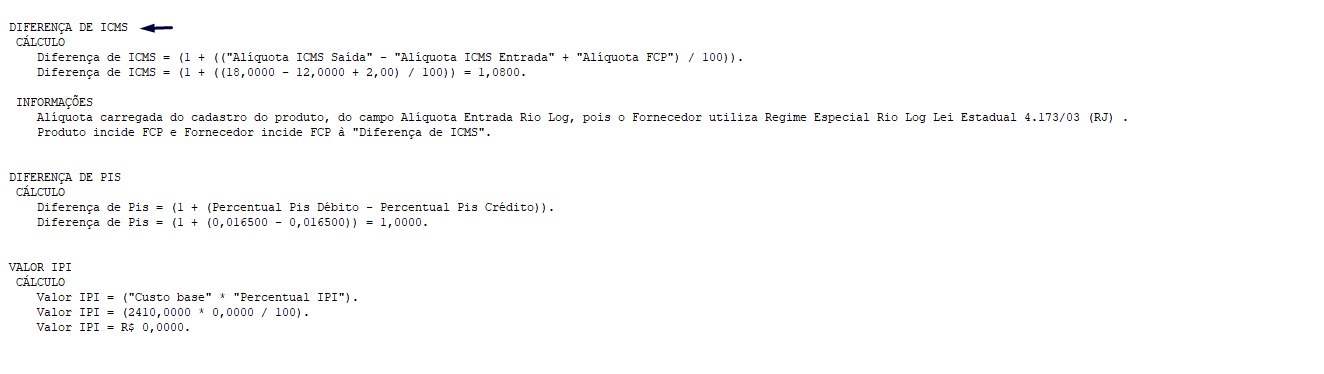 DIFERENÇA DE ICMS
CÁLCULO
Diferença de ICMS = (1 + (("Alíquota ICMS Saída" - "Alíquota ICMS Entrada" + "Alíquota FCP") / 100)).
Diferença de ICMS = (1 + ((18,0000 - 12,0000 + 2,00) / 100)) = 1,0800.
INFORMAÇÕES
Alíquota carregada do cadastro do produto, do campo Alíquota Entrada Rio Log, pois o Fornecedor utiliza Regime Especial Rio Log Lei Estadual 4.173/03 (RJ) .
Produto incide FCP e Fornecedor incide FCP à "Diferença de ICMS".
DIFERENÇA DE PIS
CÁLCULO
Diferença de Pis = (1 + (Percentual Pis Débito - Percentual Pis Crédito)).
Diferença de Pis = (1 + (0,016500 - 0,016500)) = 1,0000.
VALOR IPI
CÁLCULO
Valor IPI = ("Custo base" * "Percentual IPI").
Valor IPI = (2410,0000 * 0,0000 / 100).
Valor IPI = R$ 0,0000.